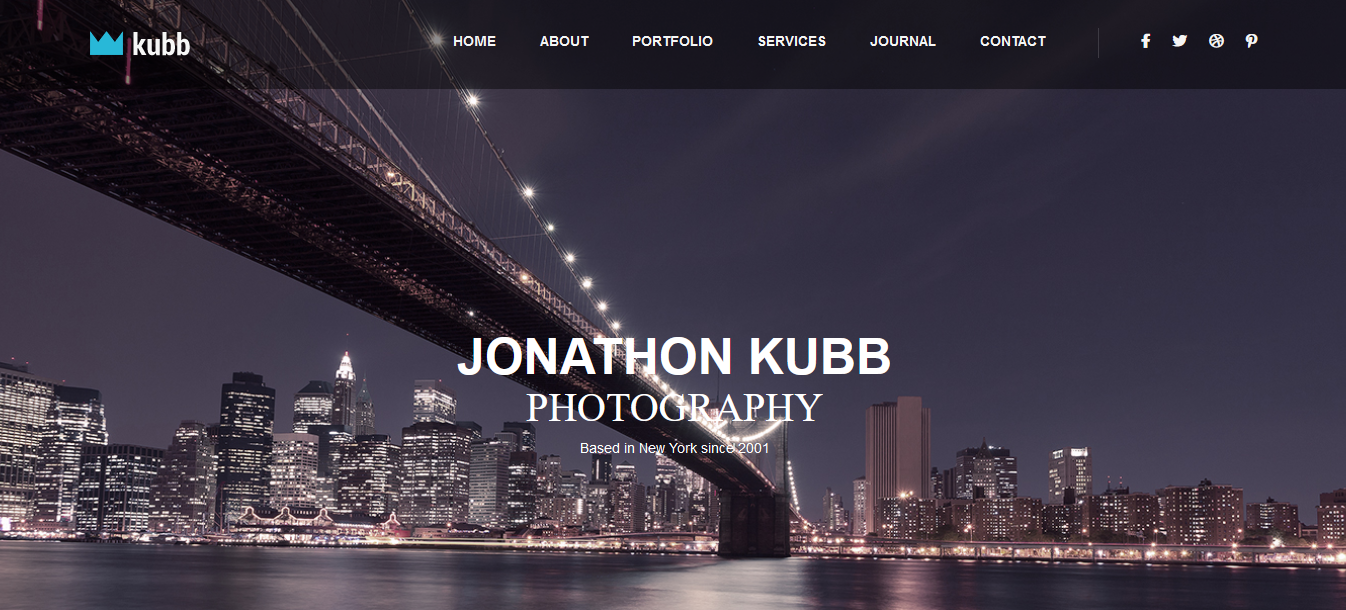 kubb
HOME ABOUT PORTFOLIO SERVICES JOURNAL CONTACT
JONATHON KUBB
PHOTOGRAPHY
Based in New York since 2001